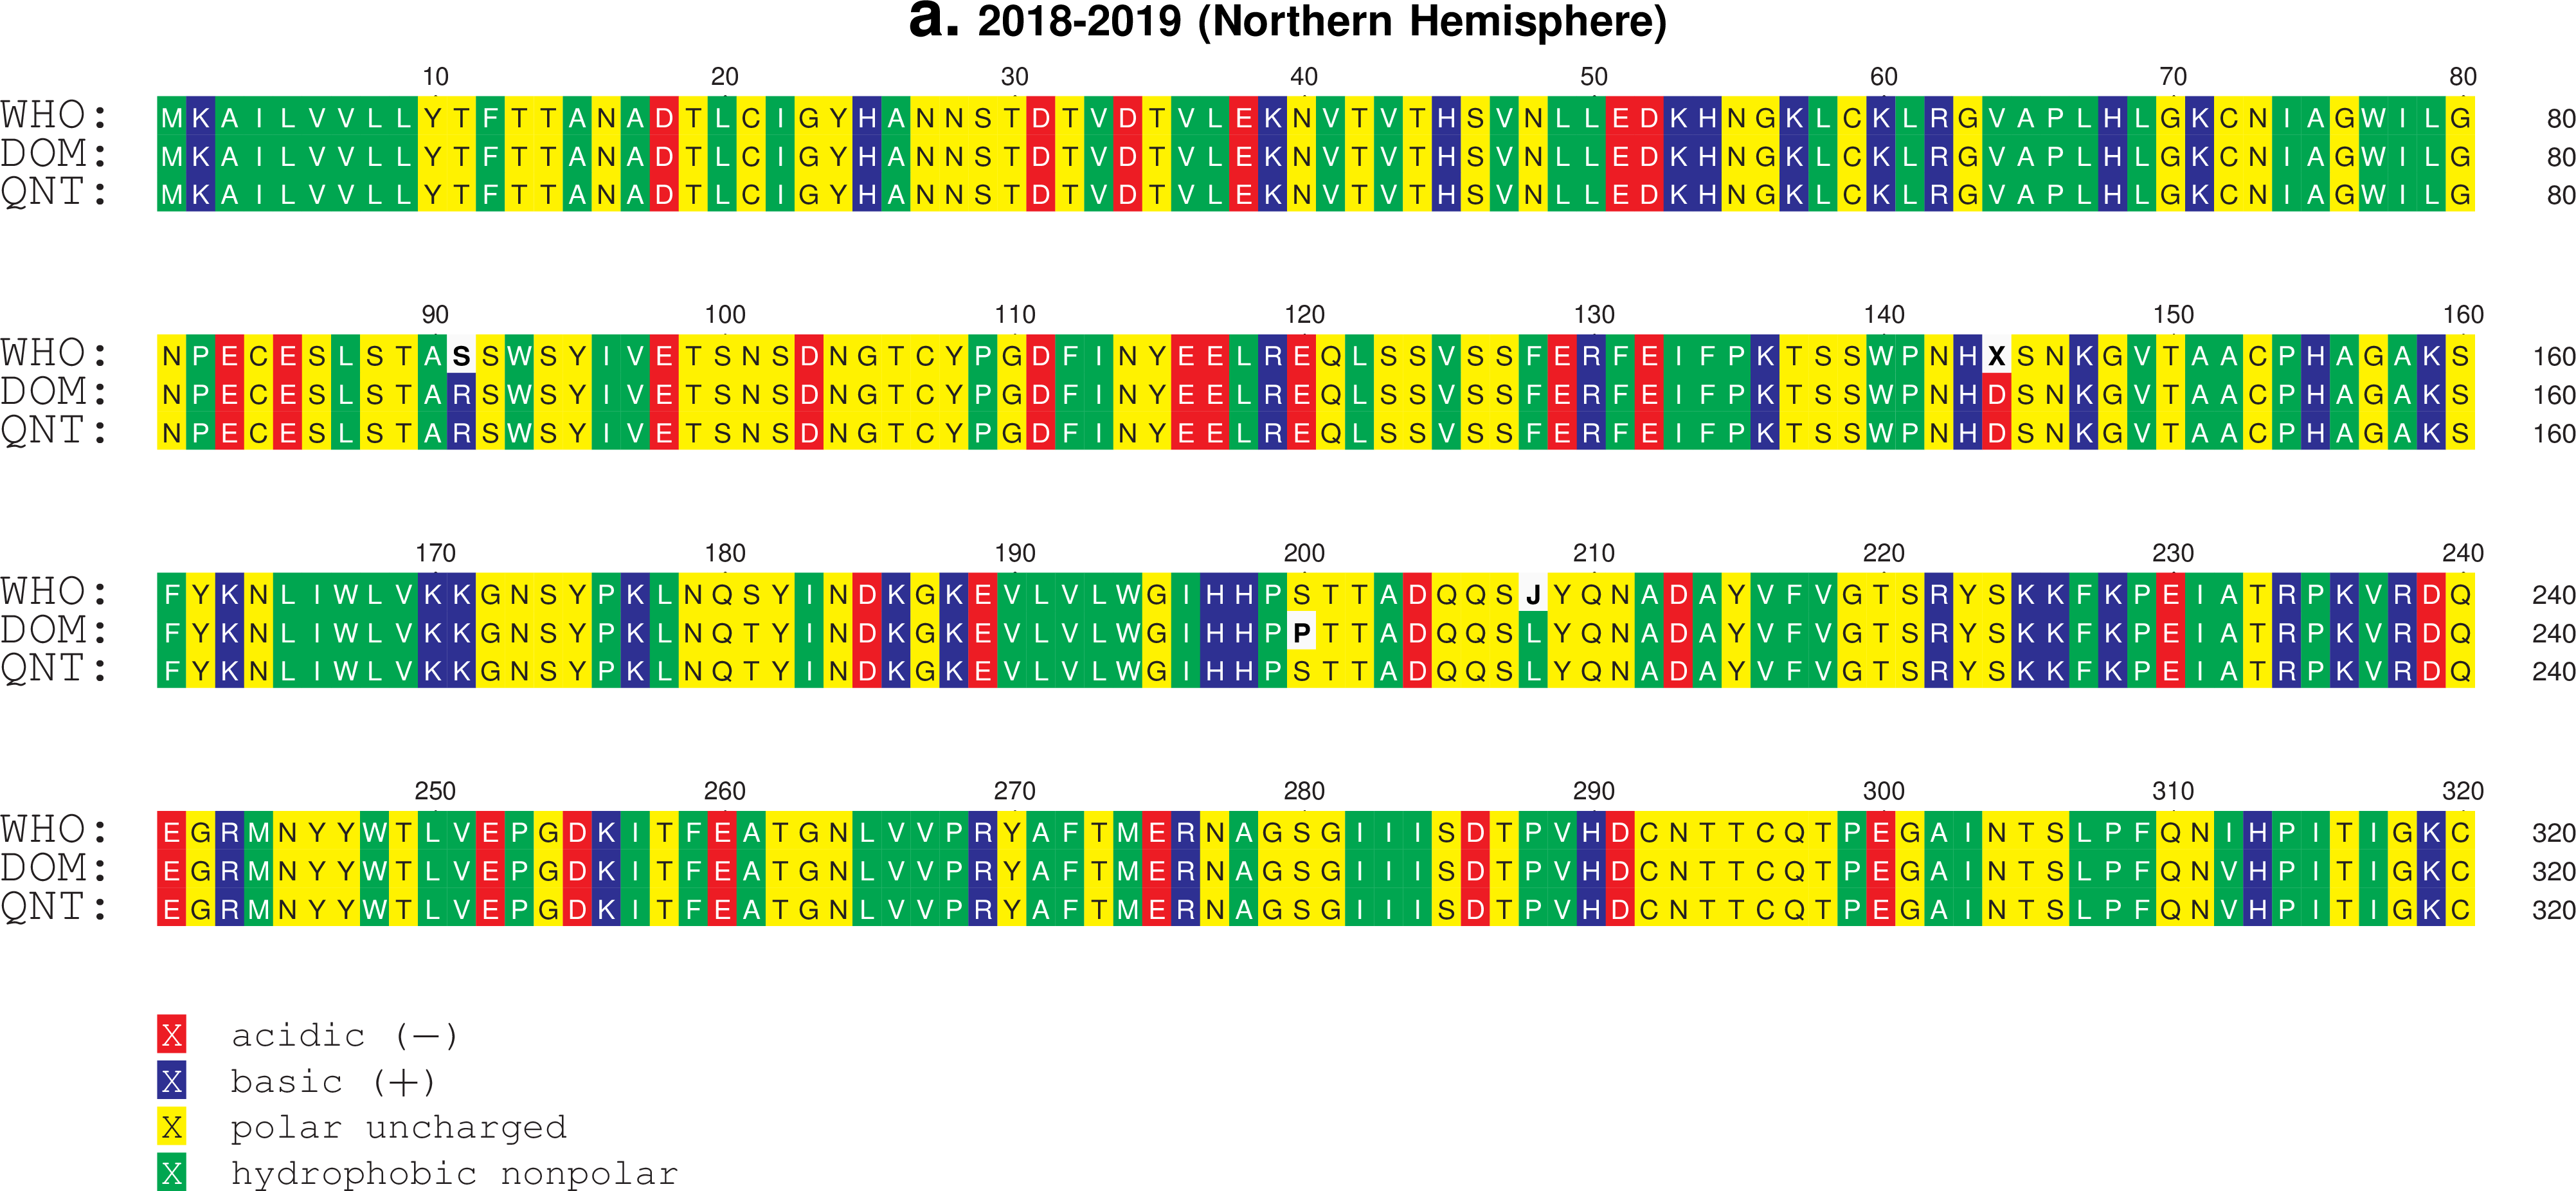 a. 2018-2019 (Northern Hemisphere)
10 20 30 40 50 60 70 80
WHO: MKAILVVLLYTFTTANADTLCIGYHANNSTDTVDTVLEKNVTVTHSVNLLEDKHNGKLCKLRGVAPLHLGKCNIAGWILG 80
DOM: MKAILVVLLYTFTTANADTLCIGYHANNSTDTVDTVLEKNVTVTHSVNLLEDKHNGKLCKLRGVAPLHLGKCNIAGWILG 80
QNT: MKAILVVLLYTFTTANADTLCIGYHANNSTDTVDTVLEKNVTVTHSVNLLEDKHNGKLCKLRGVAPLHLGKCNIAGWILG 80
90 100 110 120 130 140 150 160
WHO: NPECESLSTASSWSYIVETSNSDNGTCYPGDFINYEELREQLSSVSSFERFEIFPKTSSWPNHXSNKGVTAACPHAGAKS 160
DOM: NPECESLSTARSWSYIVETSNSDNGTCYPGDFINYEELREQLSSVSSFERFEIFPKTSSWPNHDSNKGVTAACPHAGAKS 160
QNT: NPECESLSTARSWSYIVETSNSDNGTCYPGDFINYEELREQLSSVSSFERFEIFPKTSSWPNHDSNKGVTAACPHAGAKS 160
170 180 190 200 210 220 230 240
WHO: FYKNLIWLVKKGNSYPKLNQSYINDKGKEVLVLWGIHHPSTTADQQSJYQNADAYVFVGTSRYSKKFKPEIATRPKVRDQ 240
DOM: FYKNLIWLVKKGNSYPKLNQTYINDKGKEVLVLWGIHHPPTTADQQSLYQNADAYVFVGTSRYSKKFKPEIATRPKVRDQ 240
QNT: FYKNLIWLVKKGNSYPKLNQTYINDKGKEVLVLWGIHHPSTTADQQSLYQNADAYVFVGTSRYSKKFKPEIATRPKVRDQ 240
250 260 270 280 290 300 310 320
WHO: EGRMNYYWTLVEPGDKITFEATGNLVVPRYAFTMERNAGSGIIISDTPVHDCNTTCQTPEGAINTSLPFQNIHPITIGKC 320
DOM: EGRMNYYWTLVEPGDKITFEATGNLVVPRYAFTMERNAGSGIIISDTPVHDCNTTCQTPEGAINTSLPFQNVHPITIGKC 320
QNT: EGRMNYYWTLVEPGDKITFEATGNLVVPRYAFTMERNAGSGIIISDTPVHDCNTTCQTPEGAINTSLPFQNVHPITIGKC 320
X acidic (−)
X basic (+)
X polar uncharged
X hydrophobic nonpolar